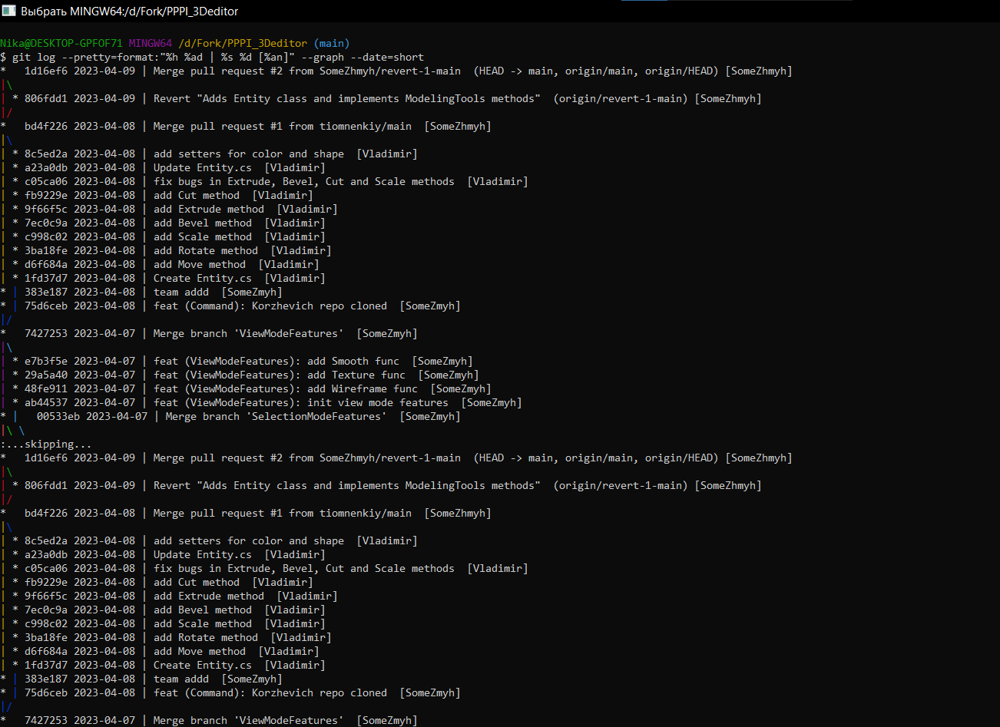 Выбрать MINGW64:/d/Fork/PPPI_3Deditor
Nika@DESKTOP-GPFOF71 MINGW64 /d/Fork/PPPI_3Deditor (main)
$ git log --pretty=format:"%h %ad | %s %d [%an]" --graph --date=short
*   1d16ef6 2023-04-09 | Merge pull request #2 from SomeZhmyh/revert-1-main  (HEAD -> main, origin/main, origin/HEAD) [SomeZhmyh]
|\
| * 806fdd1 2023-04-09 | Revert "Adds Entity class and implements ModelingTools methods"  (origin/revert-1-main) [SomeZhmyh]
|/
*   bd4f226 2023-04-08 | Merge pull request #1 from tiomnenkiy/main  [SomeZhmyh]
|\
| * 8c5ed2a 2023-04-08 | add setters for color and shape  [Vladimir]
| * a23a0db 2023-04-08 | Update Entity.cs  [Vladimir]
| * c05ca06 2023-04-08 | fix bugs in Extrude, Bevel, Cut and Scale methods  [Vladimir]
| * fb9229e 2023-04-08 | add Cut method  [Vladimir]
| * 9f66f5c 2023-04-08 | add Extrude method  [Vladimir]
| * 7ec0c9a 2023-04-08 | add Bevel method  [Vladimir]
| * c998c02 2023-04-08 | add Scale method  [Vladimir]
| * 3ba18fe 2023-04-08 | add Rotate method  [Vladimir]
| * d6f684a 2023-04-08 | add Move method  [Vladimir]
| * 1fd37d7 2023-04-08 | Create Entity.cs  [Vladimir]
* | 383e187 2023-04-08 | team addd  [SomeZmyh]
* | 75d6ceb 2023-04-08 | feat (Command): Korzhevich repo cloned  [SomeZmyh]
|/
*   7427253 2023-04-07 | Merge branch 'ViewModeFeatures'  [SomeZmyh]
|\
| * e7b3f5e 2023-04-07 | feat (ViewModeFeatures): add Smooth func  [SomeZmyh]
| * 29a5a40 2023-04-07 | feat (ViewModeFeatures): add Texture func  [SomeZmyh]
| * 48fe911 2023-04-07 | feat (ViewModeFeatures): add Wireframe func  [SomeZmyh]
| * ab44537 2023-04-07 | feat (ViewModeFeatures): init view mode features  [SomeZmyh]
* |   00533eb 2023-04-07 | Merge branch 'SelectionModeFeatures'  [SomeZmyh]
|\ \
:...skipping...
*   1d16ef6 2023-04-09 | Merge pull request #2 from SomeZhmyh/revert-1-main  (HEAD -> main, origin/main, origin/HEAD) [SomeZhmyh]
|\
| * 806fdd1 2023-04-09 | Revert "Adds Entity class and implements ModelingTools methods"  (origin/revert-1-main) [SomeZhmyh]
|/
*   bd4f226 2023-04-08 | Merge pull request #1 from tiomnenkiy/main  [SomeZhmyh]
|\
| * 8c5ed2a 2023-04-08 | add setters for color and shape  [Vladimir]
| * a23a0db 2023-04-08 | Update Entity.cs  [Vladimir]
| * c05ca06 2023-04-08 | fix bugs in Extrude, Bevel, Cut and Scale methods  [Vladimir]
| * fb9229e 2023-04-08 | add Cut method  [Vladimir]
| * 9f66f5c 2023-04-08 | add Extrude method  [Vladimir]
| * 7ec0c9a 2023-04-08 | add Bevel method  [Vladimir]
| * c998c02 2023-04-08 | add Scale method  [Vladimir]
| * 3ba18fe 2023-04-08 | add Rotate method  [Vladimir]
| * d6f684a 2023-04-08 | add Move method  [Vladimir]
| * 1fd37d7 2023-04-08 | Create Entity.cs  [Vladimir]
* | 383e187 2023-04-08 | team addd  [SomeZmyh]
* | 75d6ceb 2023-04-08 | feat (Command): Korzhevich repo cloned  [SomeZmyh]
|/
*   7427253 2023-04-07 | Merge branch 'ViewModeFeatures'  [SomeZmyh]